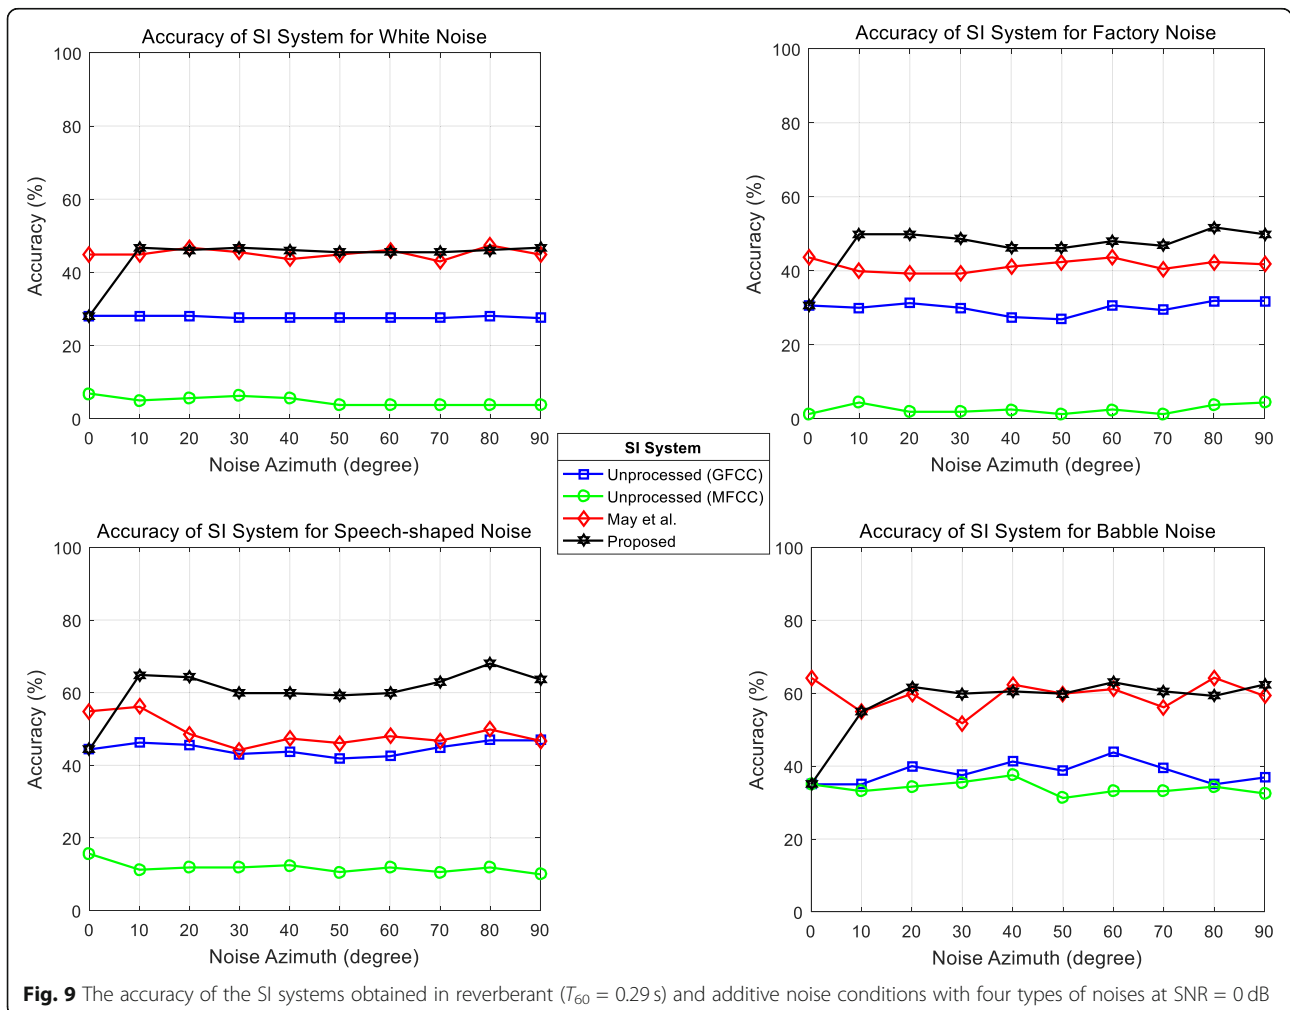 Accuracy of SI System for White Noise
100
80
60
40
20
0
Accuracy (%)
0 10 20 30 40 50 60 70 80 90
Noise Azimuth (degree)
Accuracy of SI System for Factory Noise
100
80
60
40
20
0
Accuracy (%)
0 10 20 30 40 50 60 70 80 90
Noise Azimuth (degree)
SI System
Unprocessed (GFCC)
Unprocessed (MFCC)
May et al.
Proposed
Accuracy of SI System for Speech-shaped Noise
100
80
60
40
20
0
Accuracy (%)
0 10 20 30 40 50 60 70 80 90
Noise Azimuth (degree)
Accuracy of SI System for Babble Noise
100
80
60
40
20
0
Accuracy (%)
0 10 20 30 40 50 60 70 80 90
Noise Azimuth (degree)
Fig. 9 The accuracy of the SI systems obtained in reverberant (T60 = 0.29 s) and additive noise conditions with four types of noises at SNR = 0 dB